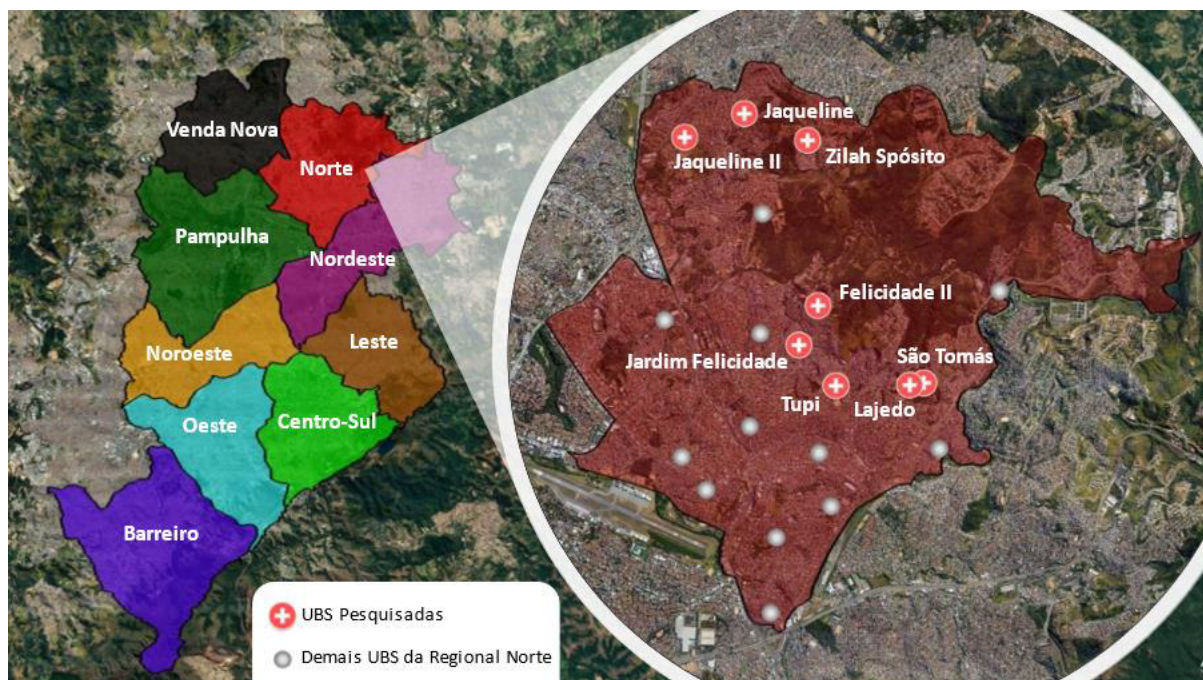 Venda Nova
Norte
Pampulha
Nordeste
Noroeste
Leste
Oeste
Centro-Sul
Barreiro
Jaqueline
Jaqueline II
Zilah Spósito
Felicidade II
Jardim Felicidade
São Tomás
Tupi
Lajedo
UBS Pesquisadas
Demais UBS da Regional Norte